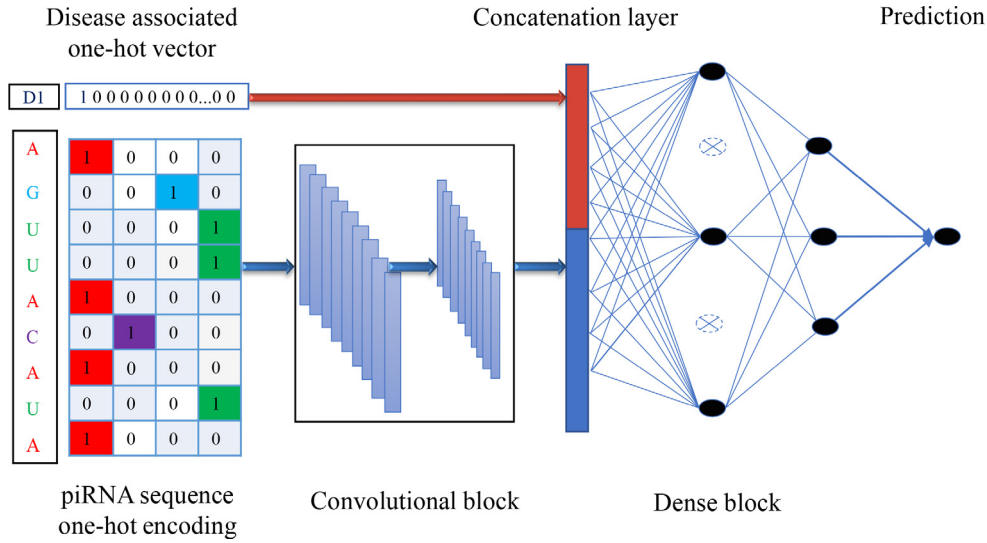 Disease associated
one-hot vector
Concatenation layer
Prediction
D1
1 0 0 0 0 0 0 0 0...0 0
A 1 0 0 0
G 0 0 1 0
U 0 0 0 1
U 0 0 0 1
A 1 0 0 0
C 0 1 0 0
A 1 0 0 0
U 0 0 0 1
A 1 0 0 0
piRNA sequence
one-hot encoding
Convolutional block
Dense block